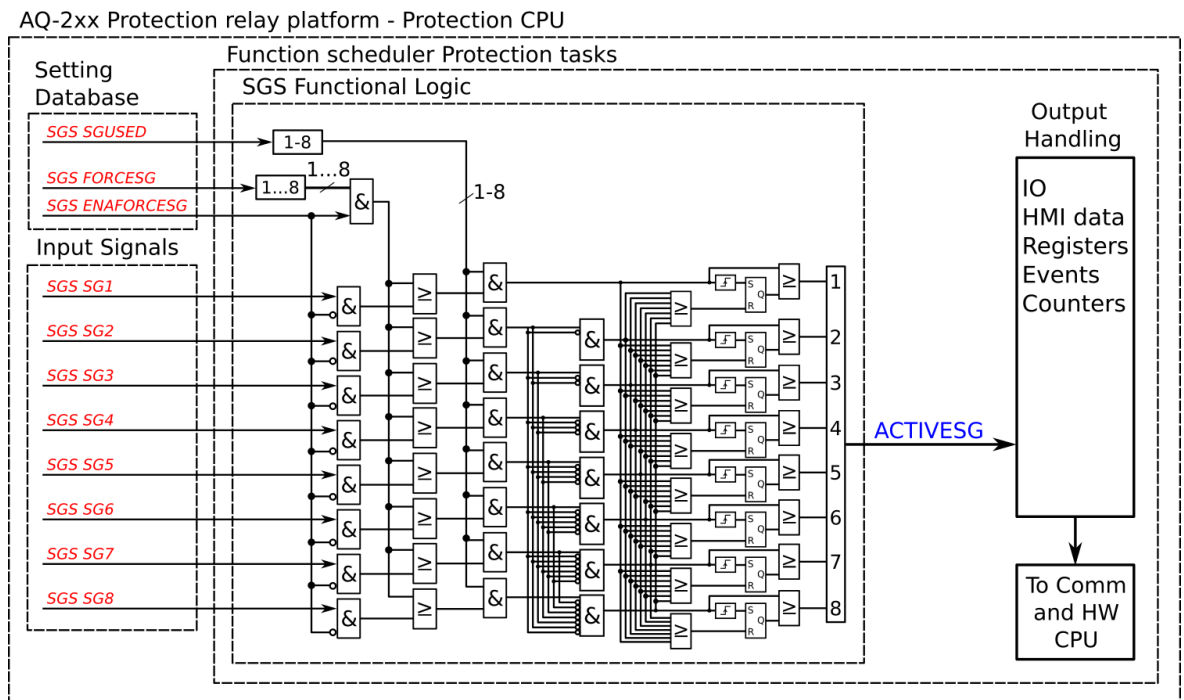 AQ-2xx Protection relay platform - Protection CPU
Function scheduler Protection tasks
Setting
Database
SGS Functional Logic
SGS SGUSED
1-8
SGS FORCESG
1...8
1...8
&
1-8
SGS ENAFORCESG
Input Signals
SGS SG1
&
≥
&
≥
S
Q
R
≥
1
SGS SG2
&
≥
&
&
≥
S
Q
R
≥
2
SGS SG3
&
≥
&
&
≥
S
Q
R
≥
3
SGS SG4
&
≥
&
&
≥
S
Q
R
≥
4
SGS SG5
&
≥
&
&
≥
S
Q
R
≥
5
SGS SG6
&
≥
&
&
≥
S
Q
R
≥
6
SGS SG7
&
≥
&
&
≥
S
Q
R
≥
7
SGS SG8
&
≥
&
&
≥
S
Q
R
≥
8
ACTIVESG
Output
Handling
IO
HMI data
Registers
Events
Counters
To Comm
and HW
CPU